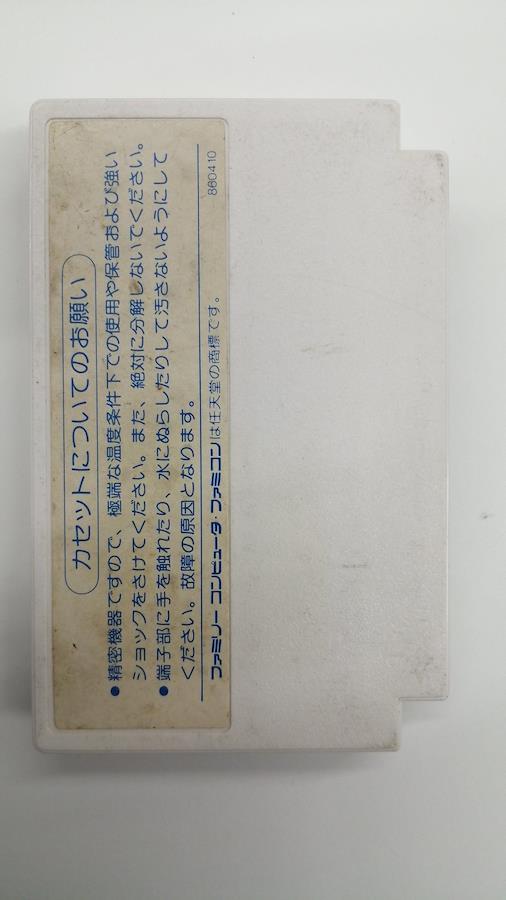 カセットについてのお願い
●精密機器ですので、極端な温度条件下での使用や保管および強い
ショックをさけてください。また、絶対に分解しないでください。
●端子部に手を触れたり、水にぬらしたりして汚さないようにして
ください。故障の原因となります。
ファミリー コンピュータ・ファミコンは任天堂の商標です。 860410